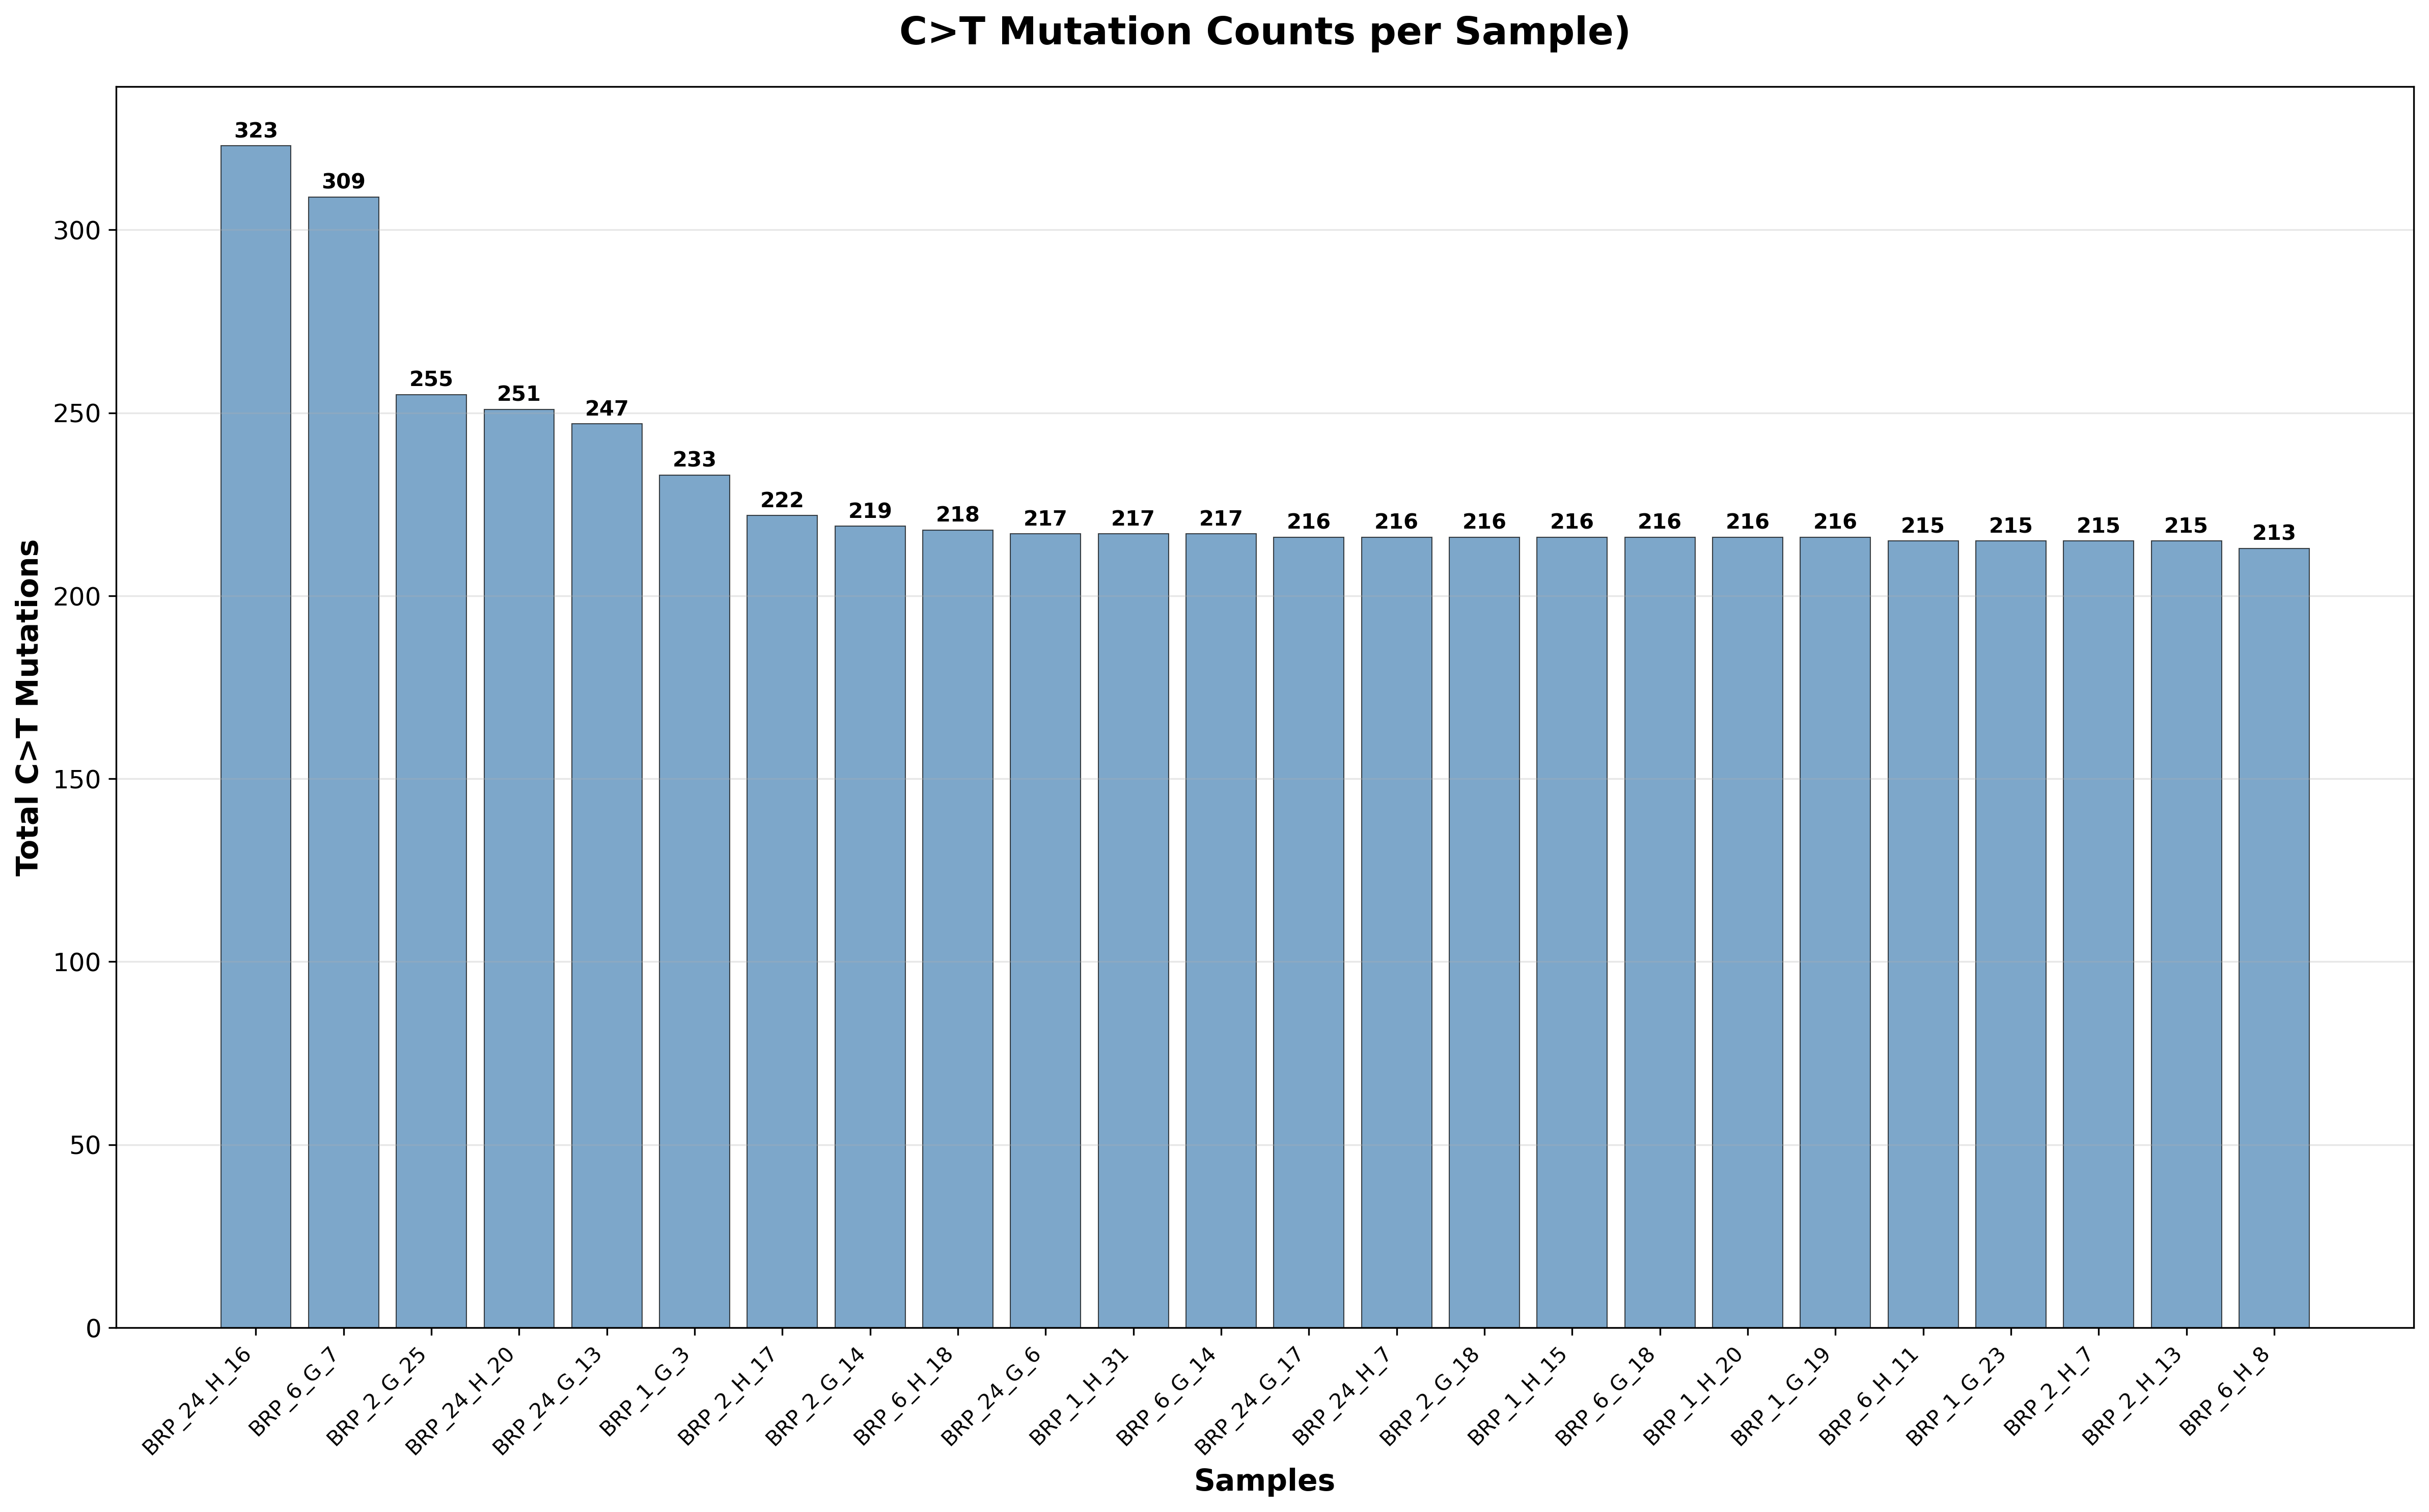 C>T Mutation Counts per Sample)
Total C>T Mutations
300
250
200
150
100
50
0
323
309
255
251
247
233
222
219
218
217
217
217
216
216
216
216
216
216
216
215
215
215
215
213
BRP_24_H_16
BRP_6_G_7
BRP_2_G_25
BRP_24_H_20
BRP_24_G_13
BRP_1_G_3
BRP_2_H_17
BRP_2_G_14
BRP_6_H_18
BRP_24_G_6
BRP_1_H_31
BRP_6_G_14
BRP_24_G_17
BRP_24_H_7
BRP_2_G_18
BRP_1_H_15
BRP_6_G_18
BRP_1_H_20
BRP_1_G_19
BRP_6_H_11
BRP_1_G_23
BRP_2_H_7
BRP_2_H_13
BRP_6_H_8
Samples